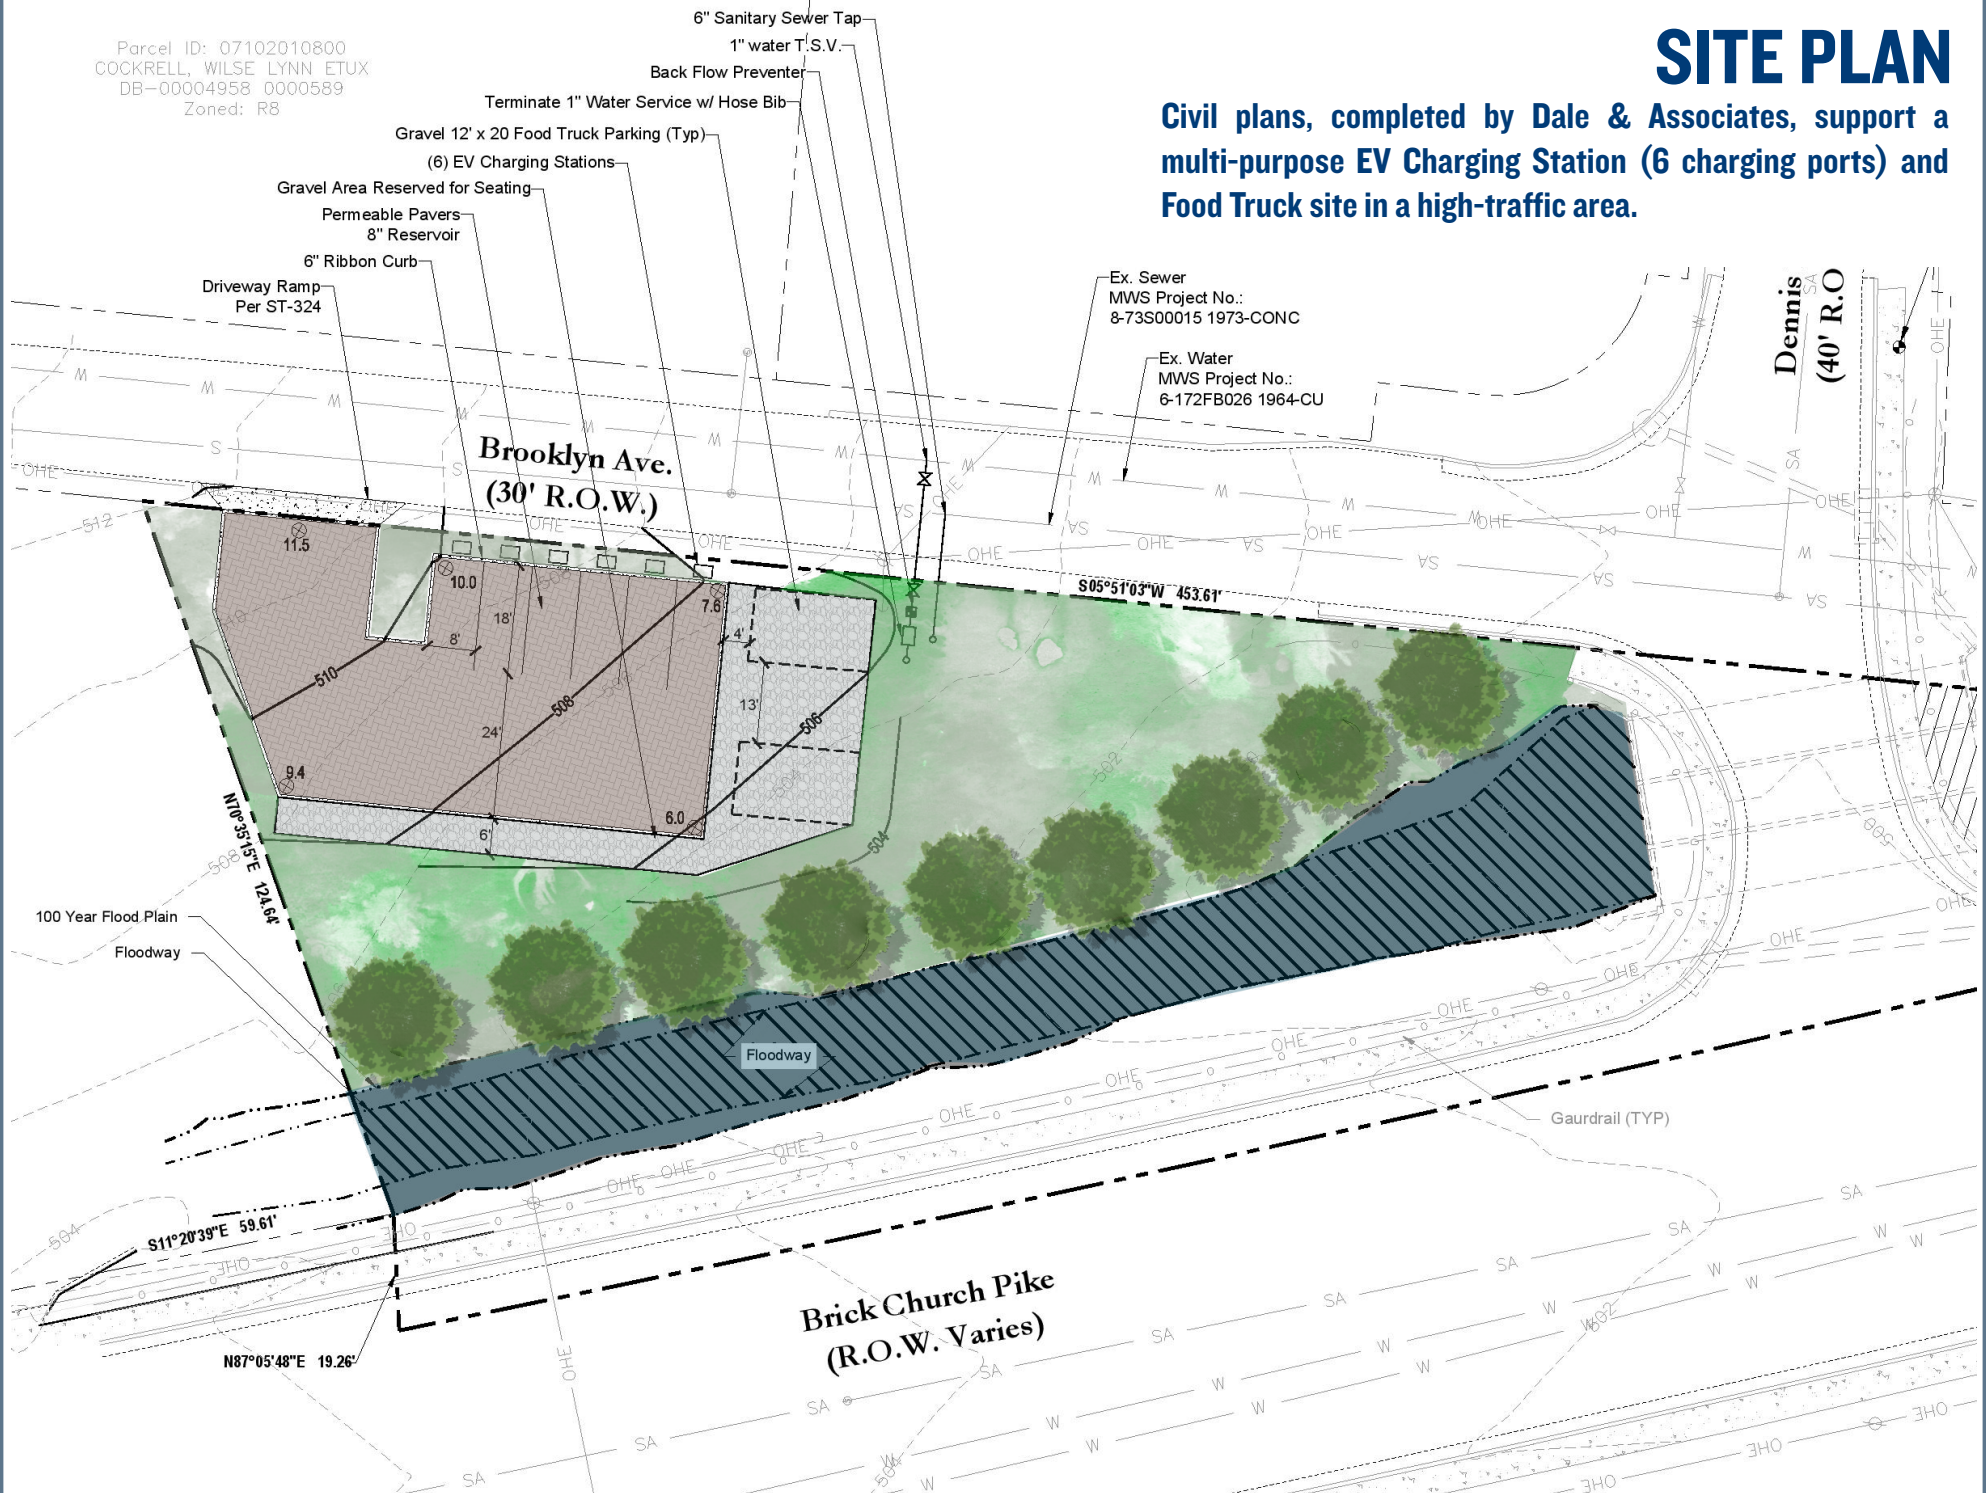 SITE PLAN
Civil plans, completed by Dale & Associates, support a
multi-purpose EV Charging Station (6 charging ports) and
Food Truck site in a high-traffic area.
Parcel ID: 07102010800
COCKRELL, WILSE LYNN ETUX
DB-00004958 0000589
Zoned: R8
6" Sanitary Sewer Tap
1" water T.S.V.
Back Flow Preventer
Terminate 1" Water Service w/ Hose Bib
Gravel 12' x 20 Food Truck Parking (Typ)
(6) EV Charging Stations
Gravel Area Reserved for Seating
Permeable Pavers
8" Reservoir
6" Ribbon Curb
Driveway Ramp
Per ST-324
Ex. Sewer
MWS Project No.:
8-73S00015 1973-CONC
Ex. Water
MWS Project No.:
6-172FB026 1964-CU
Dennis
(40' R.O
Brooklyn Ave.
(30' R.O.W.)
S05°51'03"W 453.61'
512
11.5
10.0
7.6
18'
8'
4'
13'
24'
510
508
506
9.4
6.0
6'
504
502
500
N70°35'15"E 124.64'
508
100 Year Flood Plain
Floodway
Floodway
Gaurdrail (TYP)
504
S11°20'39"E 59.61'
N87°05'48"E 19.26'
Brick Church Pike
(R.O.W. Varies)
502
OHE
SA
W
S